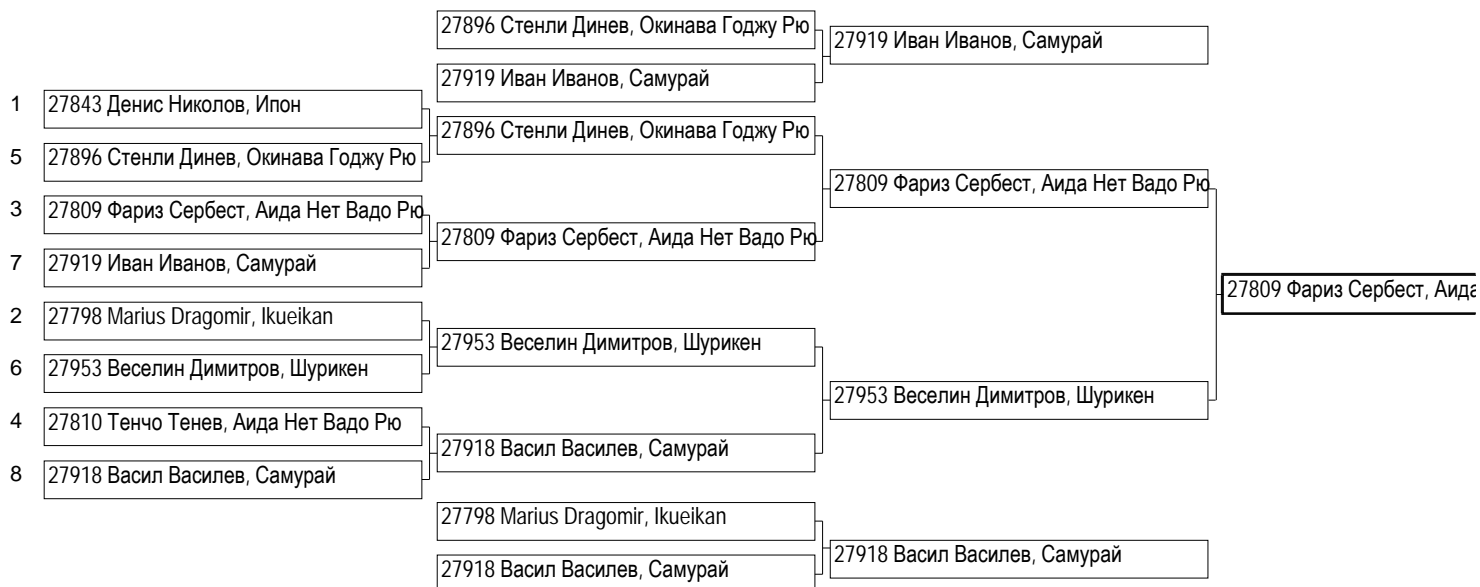 27896 Стенли Динев, Окинава Годжу Рю
27919 Иван Иванов, Самурай
27919 Иван Иванов, Самурай
1 27843 Денис Николов, Ипон
5 27896 Стенли Динев, Окинава Годжу Рю
27896 Стенли Динев, Окинава Годжу Рю
3 27809 Фариз Сербест, Аида Нет Вадо Рю
7 27919 Иван Иванов, Самурай
27809 Фариз Сербест, Аида Нет Вадо Рю
27809 Фариз Сербест, Аида Нет Вадо Рю
2 27798 Marius Dragomir, Ikueikan
6 27953 Веселин Димитров, Шурикен
27953 Веселин Димитров, Шурикен
4 27810 Тенчо Тенев, Аида Нет Вадо Рю
8 27918 Васил Василев, Самурай
27918 Васил Василев, Самурай
27953 Веселин Димитров, Шурикен
27809 Фариз Сербест, Аида
27798 Marius Dragomir, Ikueikan
27918 Васил Василев, Самурай
27918 Васил Василев, Самурай